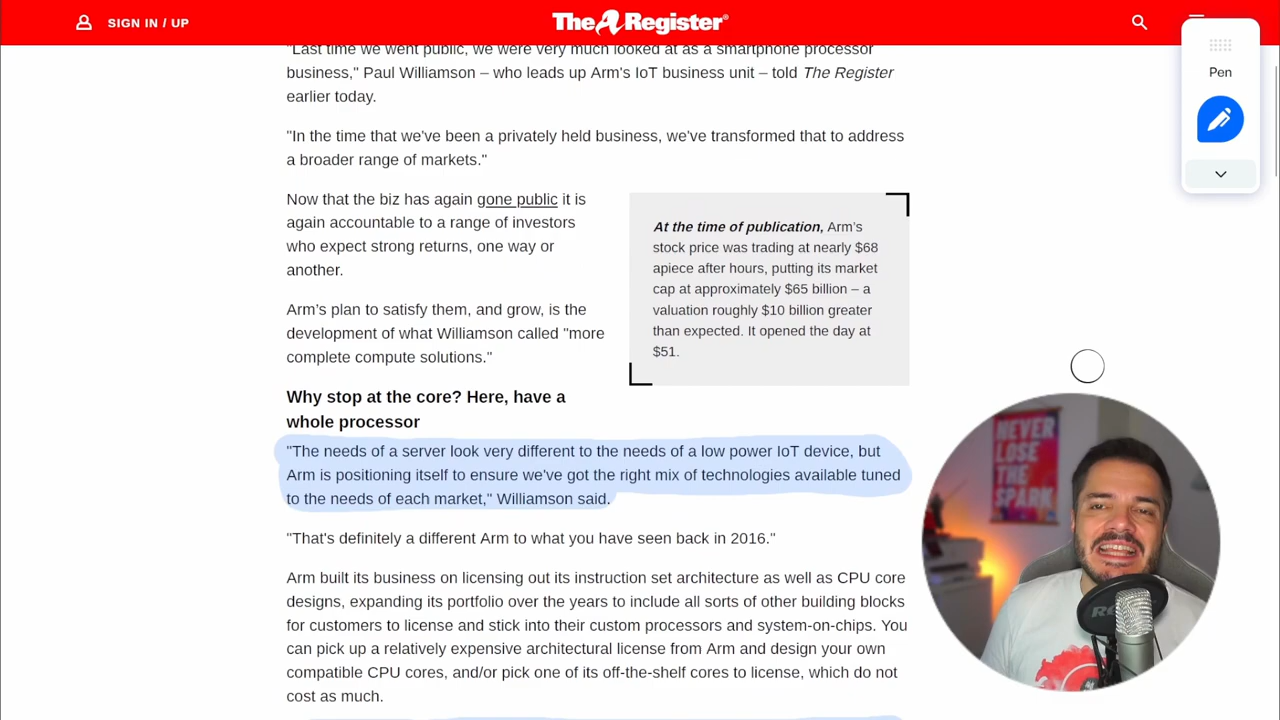 SIGN IN / UP
The Register®
Pen
"Last time we went public, we were very much looked at as a smartphone processor
business," Paul Williamson – who leads up Arm's IoT business unit – told The Register
earlier today.
"In the time that we've been a privately held business, we've transformed that to address
a broader range of markets."
Now that the biz has again gone public it is
again accountable to a range of investors
who expect strong returns, one way or
another.
Arm's plan to satisfy them, and grow, is the
development of what Williamson called "more
complete compute solutions."
At the time of publication, Arm's
stock price was trading at nearly $68
apiece after hours, putting its market
cap at approximately $65 billion – a
valuation roughly $10 billion greater
than expected. It opened the day at
$51.
Why stop at the core? Here, have a
whole processor
"The needs of a server look very different to the needs of a low power IoT device, but
Arm is positioning itself to ensure we've got the right mix of technologies available tuned
to the needs of each market," Williamson said.
"That's definitely a different Arm to what you have seen back in 2016."
Arm built its business on licensing out its instruction set architecture as well as CPU core
designs, expanding its portfolio over the years to include all sorts of other building blocks
for customers to license and stick into their custom processors and system-on-chips. You
can pick up a relatively expensive architectural license from Arm and design your own
compatible CPU cores, and/or pick one of its off-the-shelf cores to license, which do not
cost as much.
NEVER
LOSE
THE
SPARK